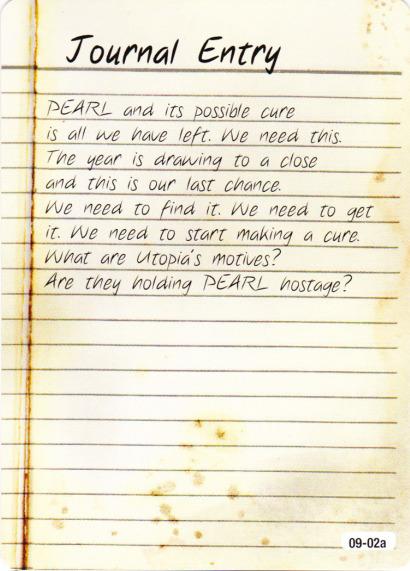 Journal Entry
PEARL and its possible cure
is all we have left. We need this.
The year is drawing to a close
and this is our last chance.
We need to find it. We need to get
it. We need to start making a cure.
What are Utopia's motives?
Are they holding PEARL hostage?
09-02a